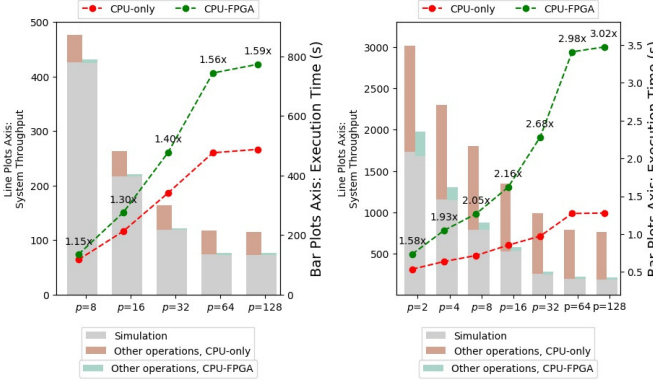 CPU-only CPU-FPGA
500
400
300
200
100
0
Line Plots Axis:
System Throughput
1.15x
1.30x
1.40x
1.56x
1.59x
800
600
400
200
0
Bar Plots Axis: Execution Time (s)
p=8 p=16 p=32 p=64 p=128
Simulation
Other operations, CPU-only
Other operations, CPU-FPGA
CPU-only CPU-FPGA
3000
2500
2000
1500
1000
500
Line Plots Axis:
System Throughput
1.58x
1.93x
2.05x
2.16x
2.68x
2.98x
3.02x
3.5
3.0
2.5
2.0
1.5
1.0
0.5
Bar Plots Axis: Execution Time (s)
p=2 p=4 p=8 p=16 p=32 p=64 p=128
Simulation
Other operations, CPU-only
Other operations, CPU-FPGA